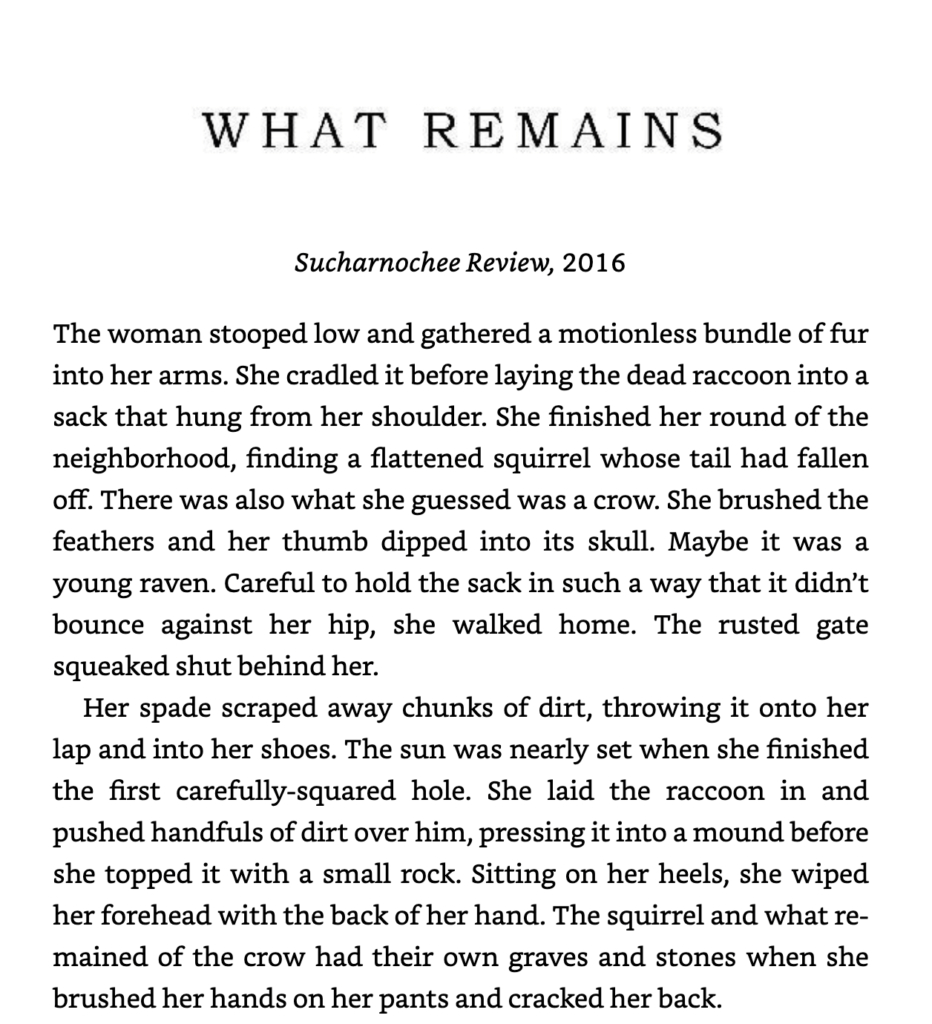 WHAT REMAINS
Sucharnochee Review, 2016
The woman stooped low and gathered a motionless bundle of fur
into her arms. She cradled it before laying the dead raccoon into a
sack that hung from her shoulder. She finished her round of the
neighborhood, finding a flattened squirrel whose tail had fallen
off. There was also what she guessed was a crow. She brushed the
feathers and her thumb dipped into its skull. Maybe it was a
young raven. Careful to hold the sack in such a way that it didn’t
bounce against her hip, she walked home. The rusted gate
squeaked shut behind her.
Her spade scraped away chunks of dirt, throwing it onto her
lap and into her shoes. The sun was nearly set when she finished
the first carefully-squared hole. She laid the raccoon in and
pushed handfuls of dirt over him, pressing it into a mound before
she topped it with a small rock. Sitting on her heels, she wiped
her forehead with the back of her hand. The squirrel and what re-
mained of the crow had their own graves and stones when she
brushed her hands on her pants and cracked her back.